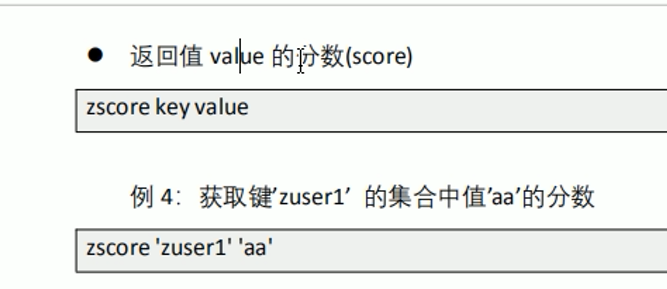 ● 返回值 value 的分数(score)
zscore key value
例 4：获取键’zuser1’ 的集合中值’aa’的分数
zscore 'zuser1' 'aa'